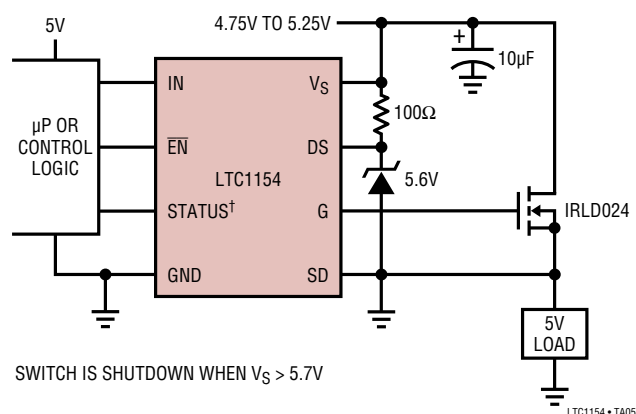 5V
4.75V TO 5.25V
+
10µF
IN
VS
100Ω
µP OR
CONTROL
LOGIC
EN
DS
LTC1154
5.6V
STATUS†
G
IRLD024
GND
SD
5V
LOAD
SWITCH IS SHUTDOWN WHEN VS > 5.7V
LTC1154 • TA05